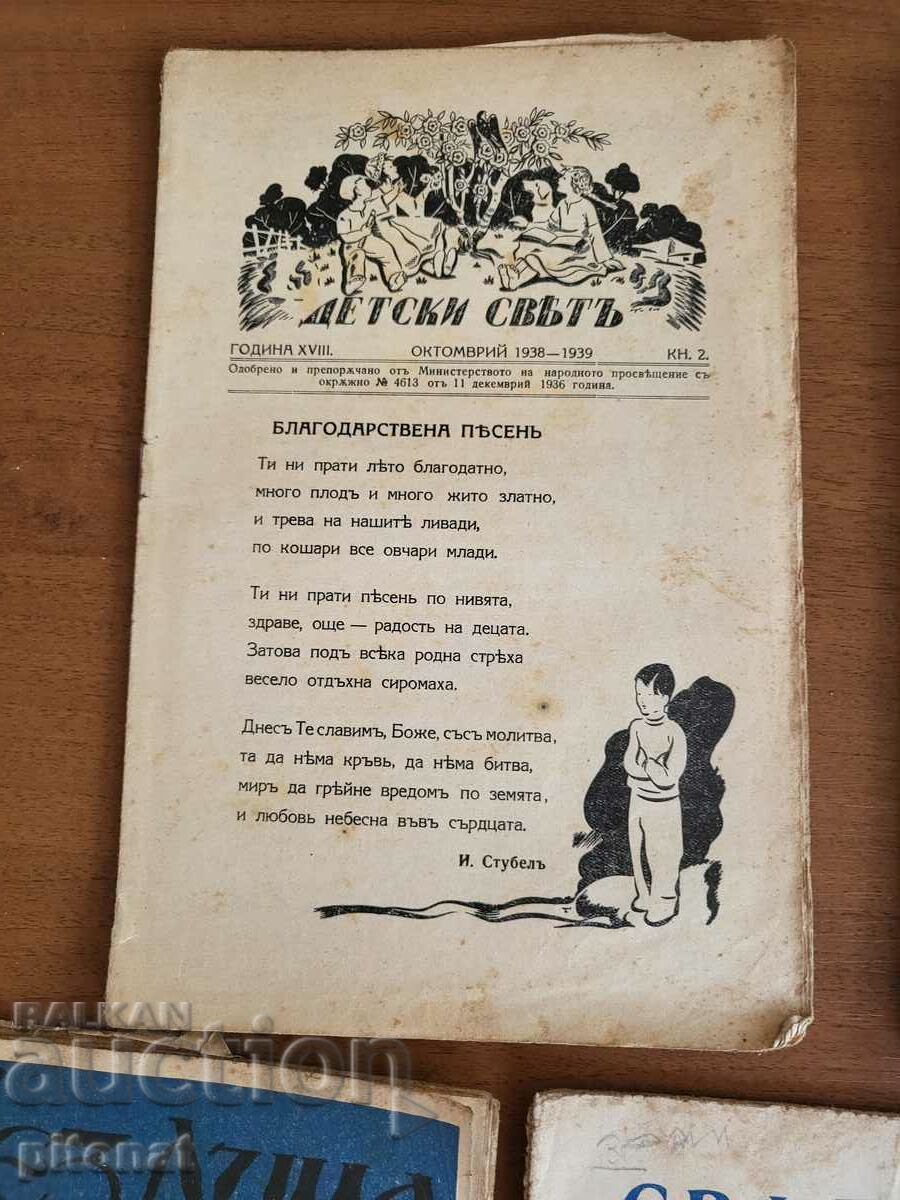 ДЕТСКИ СВѢТЪ
ГОДИНА XVIII. ОКТОМВРИЙ 1938—1939 КН. 2.
Одобрено и препорѫчано отъ Министерството на народното просвѣщение съ
окрѫжно № 4613 отъ 11 декемврий 1936 година.
БЛАГОДАРСТВЕНА ПѢСЕНЬ
Ти ни прати лѣто благодатно,
много плодъ и много жито златно,
и трева на нашитѣ ливади,
по кошари все овчари млади.
Ти ни прати пѣсень по нивята,
здраве, още — радость на децата.
Затова подъ всѣка родна стрѣха
весело отдъхна сиромаха.
Днесъ Те славимъ, Боже, съсъ молитва,
та да нѣма кръвь, да нѣма битва,
миръ да грѣйне вредомъ по земята,
и любовь небесна въвъ сърдцата.
И. Стубелъ
BALKAN
auction
pitonat